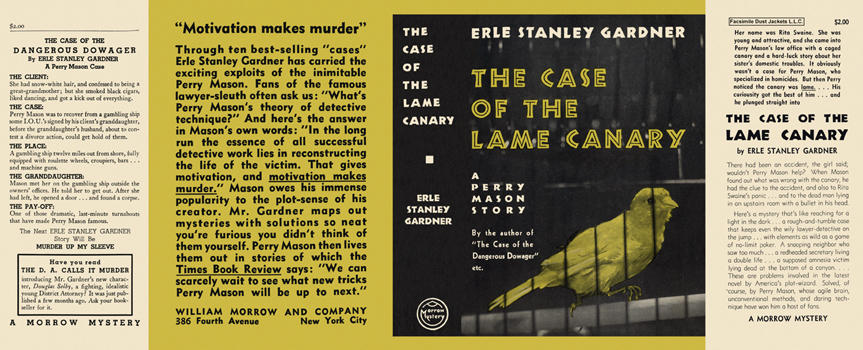 $2.00
THE CASE OF THE
DANGEROUS DOWAGER
By ERLE STANLEY GARDNER
A Perry Mason Case
THE CLIENT:
She had snow-white hair, and confessed to being a
great-grandmother; but she smoked black cigars,
liked dancing, and got a kick out of everything.
THE CASE:
Perry Mason was to recover from a gambling ship
some I.O.U.'s signed by his client's granddaughter,
before the granddaughter's husband, about to con-
test a divorce action, could get hold of them.
THE PLACE:
A gambling ship twelve miles out from shore, fully
equipped with roulette wheels, croupiers, bars . . .
and machine guns.
THE GRANDDAUGHTER:
Mason met her on the gambling ship outside the
owners' offices. He told her to get out. After she
had left, he opened a door . . . and found a corpse.
THE PAY-OFF:
One of those dramatic, last-minute turnabouts
that have made Perry Mason famous.
The Next ERLE STANLEY GARDNER
Story Will Be
MURDER UP MY SLEEVE
Have you read
THE D. A. CALLS IT MURDER
introducing Mr. Gardner's new charac-
ter, Douglas Selby, a fighting, idealistic
young District Attorney? It was just pub-
lished a few months ago. Ask your book-
seller for it.
A MORROW MYSTERY
"Motivation makes murder"
Through ten best-selling "cases"
Erle Stanley Gardner has carried the
exciting exploits of the inimitable
Perry Mason. Fans of the famous
lawyer-sleuth often ask us: "What's
Perry Mason's theory of detective
technique?" And here's the answer
in Mason's own words: "In the long
run the essence of all successful
detective work lies in reconstructing
the life of the victim. That gives
motivation, and motivation makes
murder." Mason owes his immense
popularity to the plot-sense of his
creator. Mr. Gardner maps out
mysteries with solutions so neat
you're furious you didn't think of
them yourself. Perry Mason then lives
them out in stories of which the
Times Book Review says: "We can
scarcely wait to see what new tricks
Perry Mason will be up to next."
WILLIAM MORROW AND COMPANY
386 Fourth Avenue New York City
THE
CASE
OF
THE
LAME
CANARY
ERLE
STANLEY
GARDNER
Morrow
Mystery
ERLE STANLEY GARDNER
THE CASE
OF THE
LAME CANARY
A
PERRY
MASON
STORY
By the author of
"The Case of the
Dangerous Dowager"
etc.
Facsimile Dust Jackets L.L.C.
$2.00
Her name was Rita Swaine. She was
young and attractive, and she came into
Perry Mason's law office with a caged
canary and a hard-luck story about her
sister's domestic troubles. It obviously
wasn't a case for Perry Mason, who
specialized in homicides. But then Perry
noticed the canary was lame. . . . His
curiosity got the best of him . . . and
he plunged straight into
THE CASE OF THE
LAME CANARY
by ERLE STANLEY GARDNER
There had been an accident, the girl said;
wouldn't Perry Mason help? When Mason
found out what was wrong with the canary, he
had the clue to the accident, and also to Rita
Swaine's panic . . . and to the dead man lying
in an upstairs room with a bullet in his head.
Here's a mystery that's like reaching for a
light in the dark . . . a rough-and-tumble case
that keeps even the wily lawyer-detective on
the jump . . . with elements as wild as a game
of no-limit poker. A snooping neighbor who
saw too much . . . a redheaded secretary living
a double life . . . a supposed amnesia victim
lying dead at the bottom of a canyon. . . .
These are problems involved in the latest
novel by America's plot-wizard. Solved, of
course, by Perry Mason, whose agile brain,
unconventional methods, and daring tech-
nique have won him a host of fans.
A MORROW MYSTERY